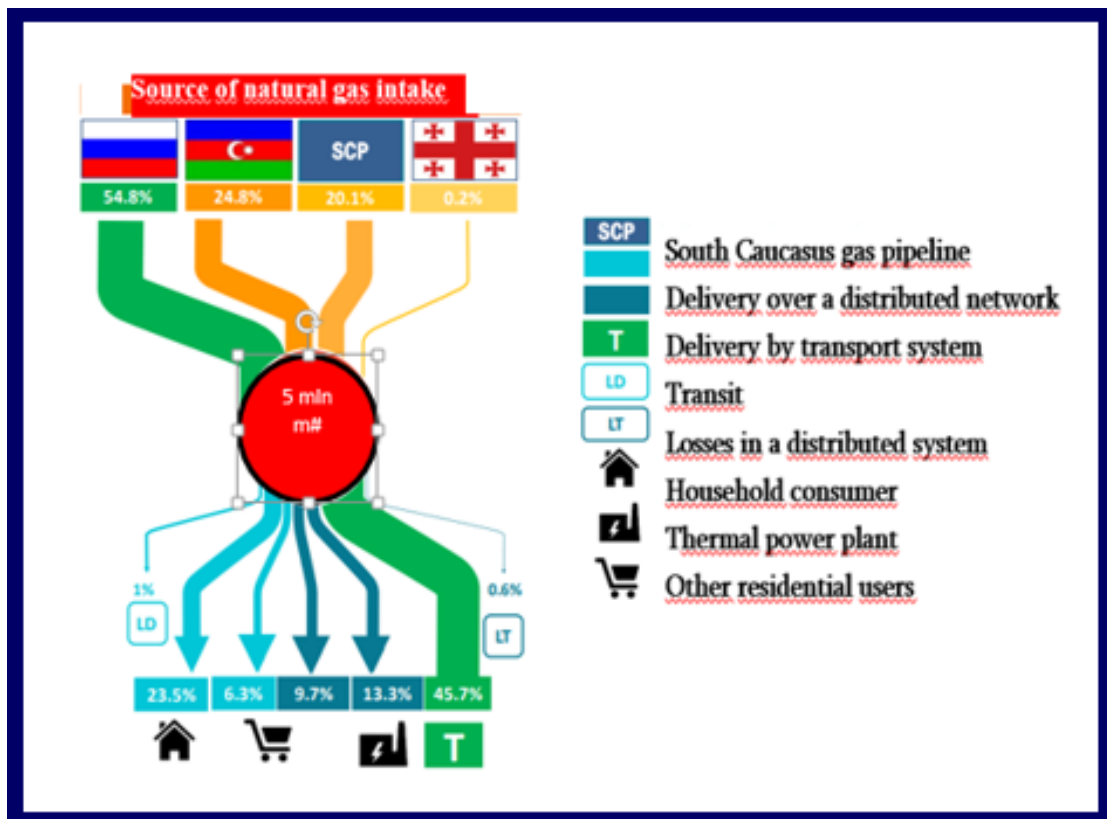 Source of natural gas intake
SCP
54.8% 24.8% 20.1% 0.2%
5 mln
m#
1% 0.6%
LD LT
23.5% 6.3% 9.7% 13.3% 45.7%
T
SCP
South Caucasus gas pipeline
Delivery over a distributed network
T
Delivery by transport system
LD
Transit
LT
Losses in a distributed system
Household consumer
Thermal power plant
Other residential users